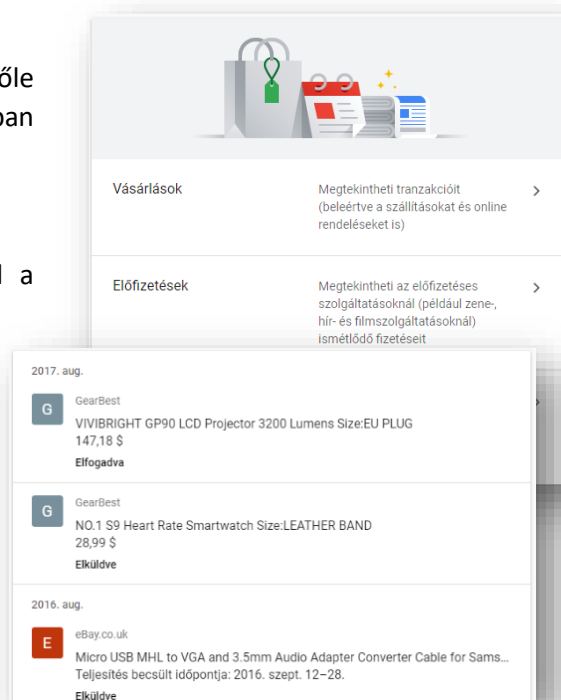 Vásárlások
Megtekintheti tranzakcióit
(beleértve a szállításokat és online
rendeléseket is)
Előfizetések
Megtekintheti az előfizetéses
szolgáltatásoknál (például zene-,
hír- és filmszolgáltatásoknál)
ismétlődő fizetéseit
a
2017. aug.
G
GearBest
VIVIBRIGHT GP90 LCD Projector 3200 Lumens Size:EU PLUG
147,18 $
Elfogadva
G
GearBest
NO.1 S9 Heart Rate Smartwatch Size:LEATHER BAND
28,99 $
Elküldve
2016. aug.
E
eBay.co.uk
Micro USB MHL to VGA and 3.5mm Audio Adapter Converter Cable for Sams...
Teljesítés becsült időpontja: 2016. szept. 12–28.
Elküldve